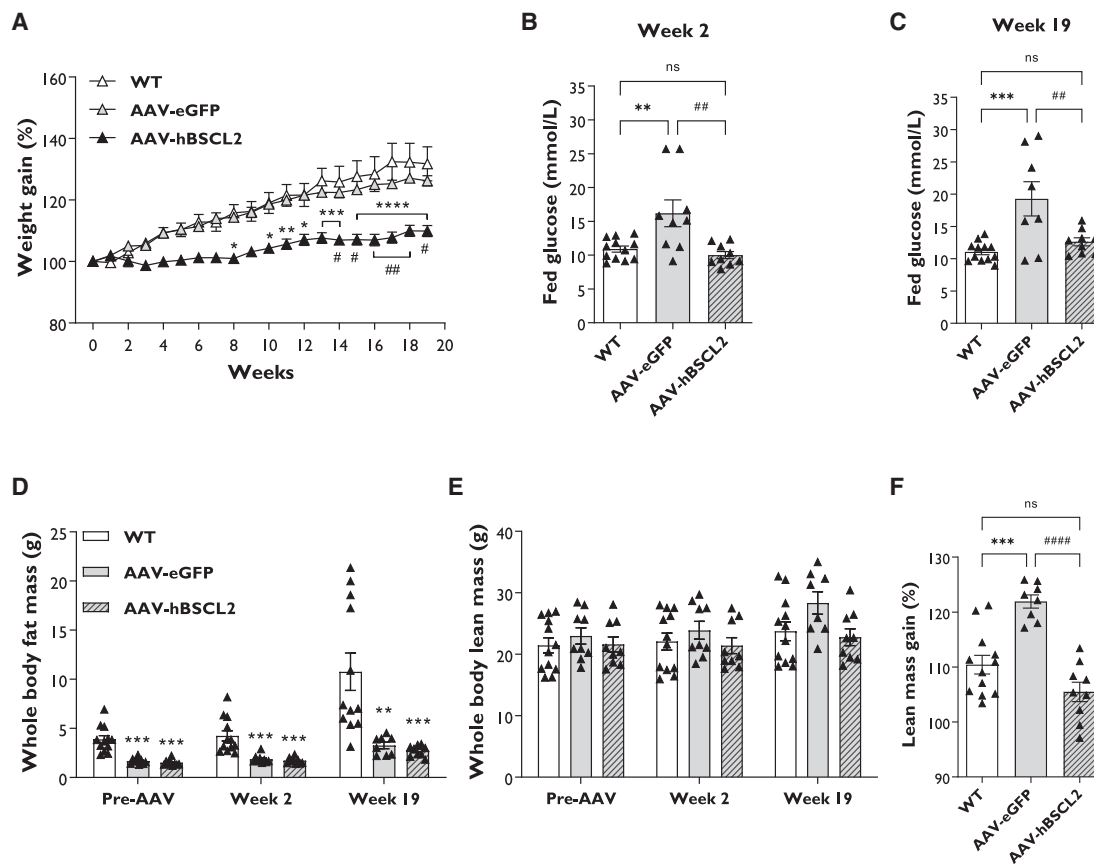 A
Weight gain (%)
160
140
120
100
80
WT
AAV-eGFP
AAV-hBSCL2
*
*
**
*
***
****
#
#
##
#
0 2 4 6 8 10 12 14 16 18 20
Weeks
B
Week 2
Fed glucose (mmol/L)
35
30
25
20
15
10
5
0
ns
**
##
WT
AAV-eGFP
AAV-hBSCL2
C
Week 19
Fed glucose (mmol/L)
35
30
25
20
15
10
5
0
ns
***
##
WT
AAV-eGFP
AAV-hBSCL2
D
Whole body fat mass (g)
25
20
15
10
5
0
WT
AAV-eGFP
AAV-hBSCL2
***
***
***
***
**
***
Pre-AAV
Week 2
Week 19
E
Whole body lean mass (g)
40
30
20
10
0
Pre-AAV
Week 2
Week 19
F
Lean mass gain (%)
130
120
110
100
90
ns
***
####
WT
AAV-eGFP
AAV-hBSCL2